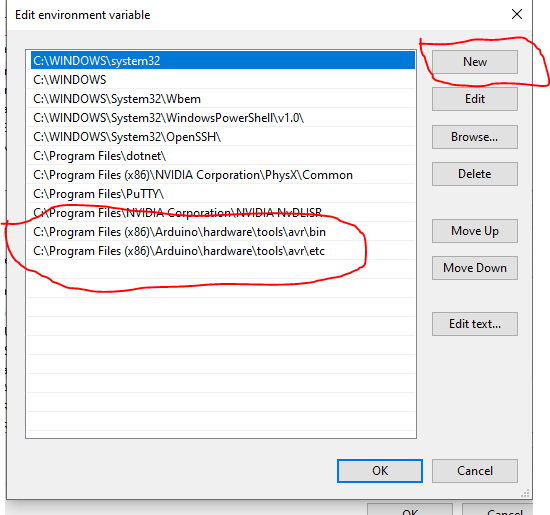 Edit environment variable
C:\WINDOWS\system32
New
C:\WINDOWS
C:\WINDOWS\System32\Wbem
Edit
C:\WINDOWS\System32\WindowsPowerShell\v1.0\
C:\WINDOWS\System32\OpenSSH\
Browse...
C:\Program Files\dotnet\
C:\Program Files (x86)\NVIDIA Corporation\PhysX\Common
Delete
C:\Program Files\PuTTY\
C:\Program Files\NVIDIA Corporation\NVIDIA NvDLISR
C:\Program Files (x86)\Arduino\hardware\tools\avr\bin
Move Up
C:\Program Files (x86)\Arduino\hardware\tools\avr\etc
Move Down
Edit text...
OK
Cancel
OK
Cancel